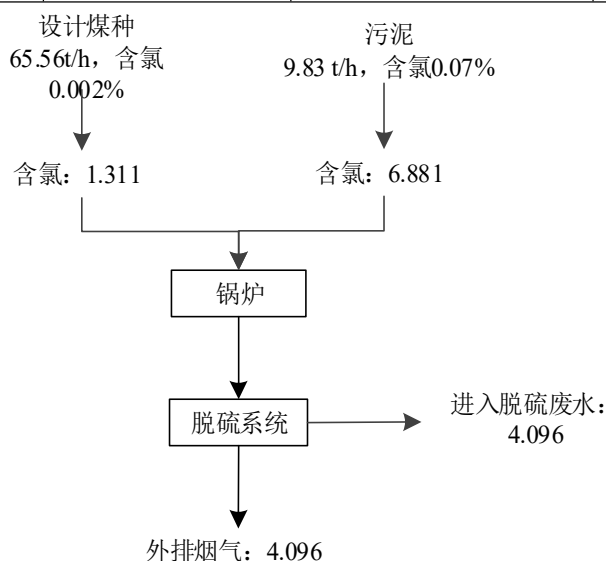 设计煤种
65.56t/h，含氯
0.002%
污泥
9.83 t/h，含氯0.07%
含氯：1.311
含氯：6.881
锅炉
脱硫系统
进入脱硫废水：
4.096
外排烟气：4.096